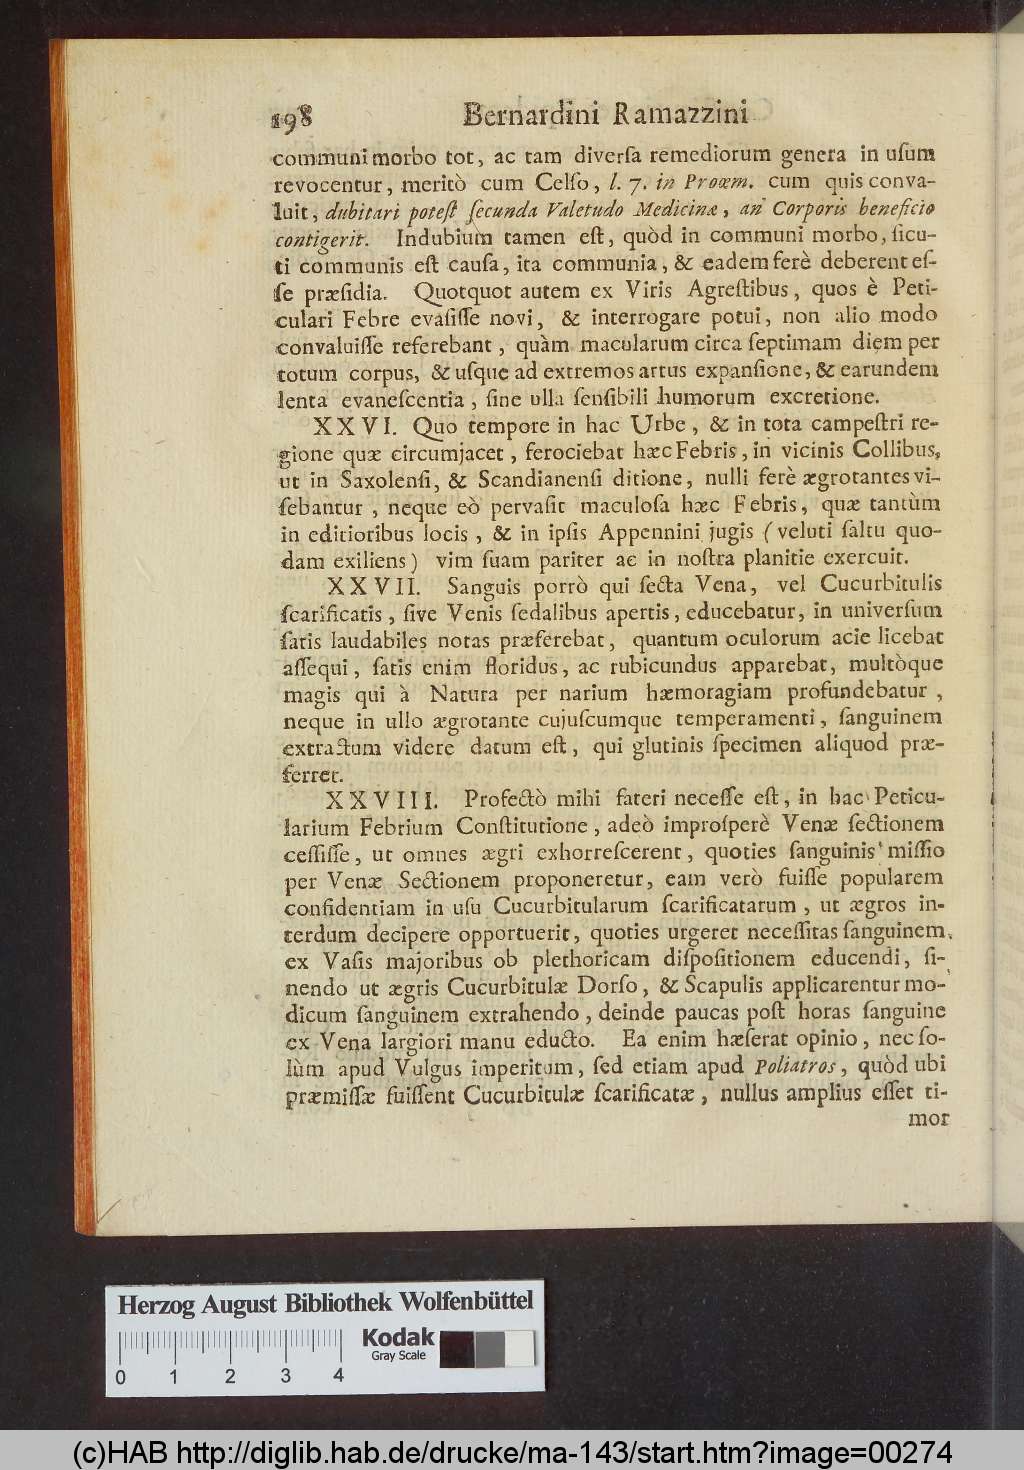 198 Bernardini Ramazzini
communi morbo tot, ac tam diverſa remediorum genera in uſum
revocentur, meritò cum Celſo, l. 7. in Proœm. cum quis conva-
luit, dubitari poteſt ſecunda Valetudo Medicinæ, an Corporis beneficio
contigerit. Indubium tamen eſt, quòd in communi morbo, ſicu-
ti communis eſt cauſa, ita communia, & eadem ferè deberent eſ-
ſe præſidia. Quotquot autem ex Viris Agreſtibus, quos è Peti-
culari Febre evaſiſſe novi, & interrogare potui, non alio modo
convaluiſſe referebant, quàm macularum circa ſeptimam diem per
totum corpus, & uſque ad extremos artus expanſione, & earundem
lenta evaneſcentia, ſine ulla ſenſibili humorum excretione.
XXVI. Quo tempore in hac Urbe, & in tota campeſtri re-
gione quæ circumjacet, ferociebat hæc Febris, in vicinis Collibus,
ut in Saxolenſi, & Scandianenſi ditione, nulli ferè ægrotantes vi-
ſebantur, neque eò pervaſit maculoſa hæc Febris, quæ tantùm
in editioribus locis, & in ipſis Appennini jugis (veluti ſaltu quo-
dam exiliens) vim ſuam pariter ac in noſtra planitie exercuit.
XXVII. Sanguis porrò qui ſecta Vena, vel Cucurbitulis
ſcarificatis, ſive Venis ſedalibus apertis, educebatur, in univerſum
ſatis laudabiles notas præferebat, quantum oculorum acie licebat
aſſequi, ſatis enim floridus, ac rubicundus apparebat, multòque
magis qui à Natura per narium hæmoragiam profundebatur,
neque in ullo ægrotante cujuſcumque temperamenti, ſanguinem
extractum videre datum eſt, qui glutinis ſpecimen aliquod præ-
ferret.
XXVIII. Profectò mihi fateri neceſſe eſt, in hac Peticu-
larium Febrium Conſtitutione, adeò improſperè Venæ ſectionem
ceſſiſſe, ut omnes ægri exhorreſcerent, quoties ſanguinis miſſio
per Venæ Sectionem proponeretur, eam verò fuiſſe popularem
confidentiam in uſu Cucurbitularum ſcarificatarum, ut ægros in-
terdum decipere opportuerit, quoties urgeret neceſſitas ſanguinem
ex Vaſis majoribus ob plethoricam diſpoſitionem educendi, ſi-
nendo ut ægris Cucurbitulæ Dorſo, & Scapulis applicarentur mo-
dicum ſanguinem extrahendo, deinde paucas poſt horas ſanguine
ex Vena largiori manu educto. Ea enim hæſerat opinio, nec ſo-
lùm apud Vulgus imperitum, ſed etiam apud Poliatros, quòd ubi
præmiſſæ fuiſſent Cucurbitulæ ſcarificatæ, nullus amplius eſſet ti-
mor
Herzog August Bibliothek Wolfenbüttel
Kodak
Gray Scale
0 1 2 3 4
(c)HAB http://diglib.hab.de/drucke/ma-143/start.htm?image=00274